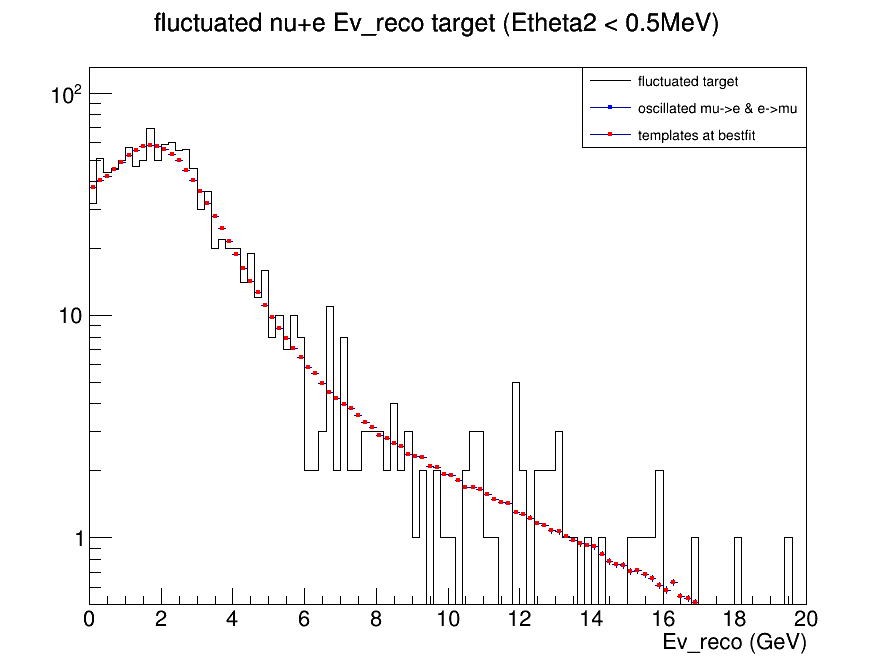 fluctuated nu+e Ev_reco target (Etheta2 < 0.5MeV)
fluctuated target
oscillated mu->e & e->mu
templates at bestfit
10²
10
1
0 2 4 6 8 10 12 14 16 18 20
Ev_reco (GeV)